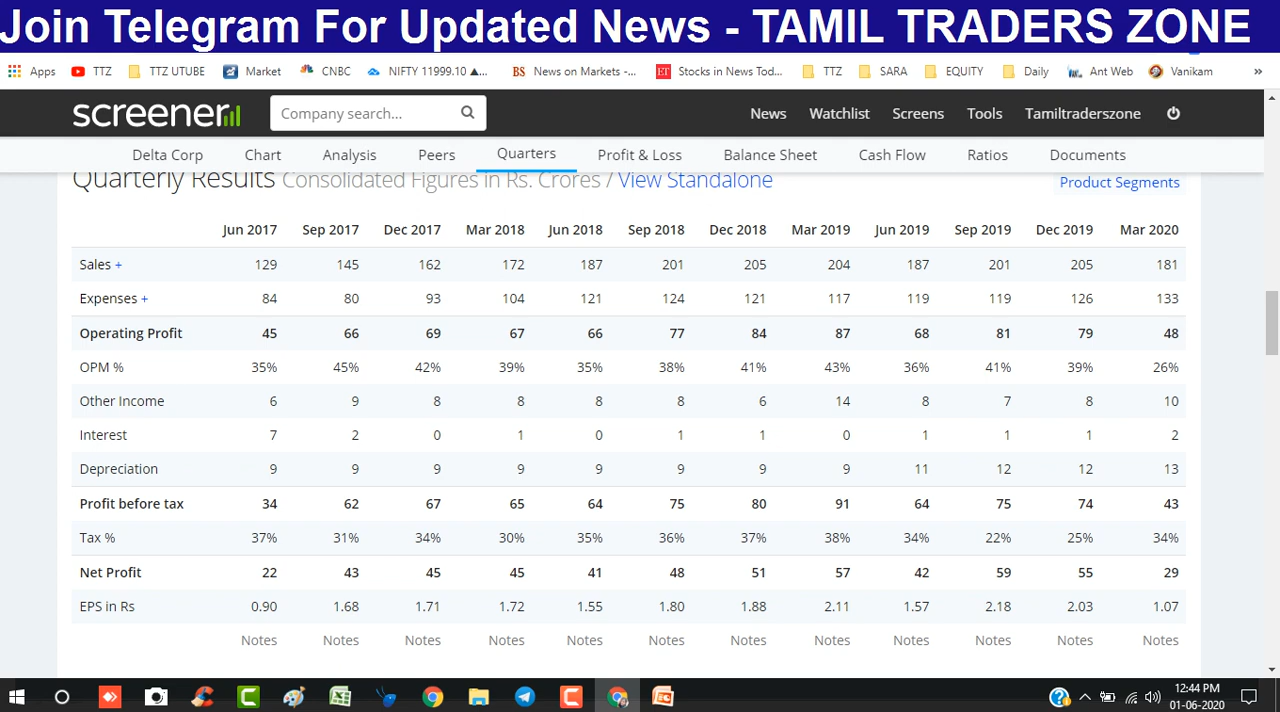 Join Telegram For Updated News - TAMIL TRADERS ZONE
Apps TTZ TTZ UTUBE Market CNBC NIFTY 11999.10 ▲... BS News on Markets -... ET Stocks in News Tod... TTZ SARA EQUITY Daily Ant Web Vanikam »
screener Company search... News Watchlist Screens Tools Tamiltraderszone
Delta Corp Chart Analysis Peers Quarters Profit & Loss Balance Sheet Cash Flow Ratios Documents
Quarterly Results Consolidated Figures in Rs. Crores / View Standalone Product Segments
Jun 2017 Sep 2017 Dec 2017 Mar 2018 Jun 2018 Sep 2018 Dec 2018 Mar 2019 Jun 2019 Sep 2019 Dec 2019 Mar 2020
Sales + 129 145 162 172 187 201 205 204 187 201 205 181
Expenses + 84 80 93 104 121 124 121 117 119 119 126 133
Operating Profit 45 66 69 67 66 77 84 87 68 81 79 48
OPM % 35% 45% 42% 39% 35% 38% 41% 43% 36% 41% 39% 26%
Other Income 6 9 8 8 8 8 6 14 8 7 8 10
Interest 7 2 0 1 0 1 1 0 1 1 1 2
Depreciation 9 9 9 9 9 9 9 9 11 12 12 13
Profit before tax 34 62 67 65 64 75 80 91 64 75 74 43
Tax % 37% 31% 34% 30% 35% 36% 37% 38% 34% 22% 25% 34%
Net Profit 22 43 45 45 41 48 51 57 42 59 55 29
EPS in Rs 0.90 1.68 1.71 1.72 1.55 1.80 1.88 2.11 1.57 2.18 2.03 1.07
Notes Notes Notes Notes Notes Notes Notes Notes Notes Notes Notes Notes
12:44 PM
01-06-2020